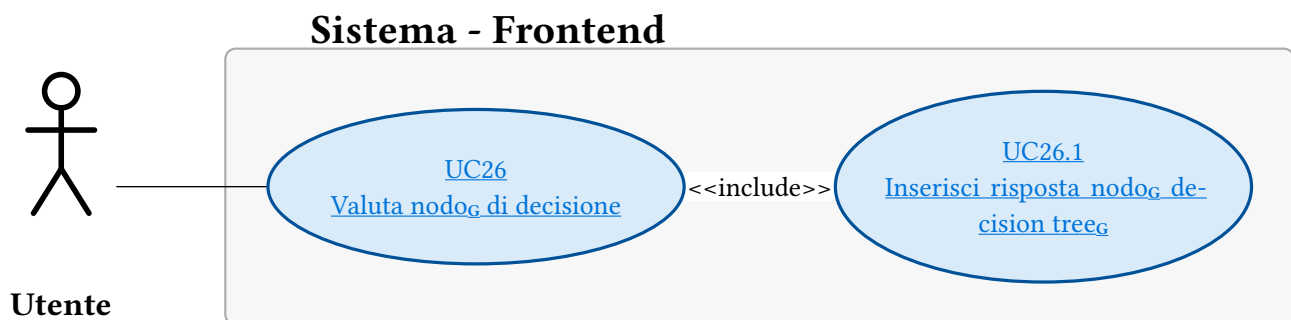 Sistema - Frontend
UC26
Valuta nodoG di decisione
<<include>>
UC26.1
Inserisci risposta nodoG de-
cision treeG
Utente